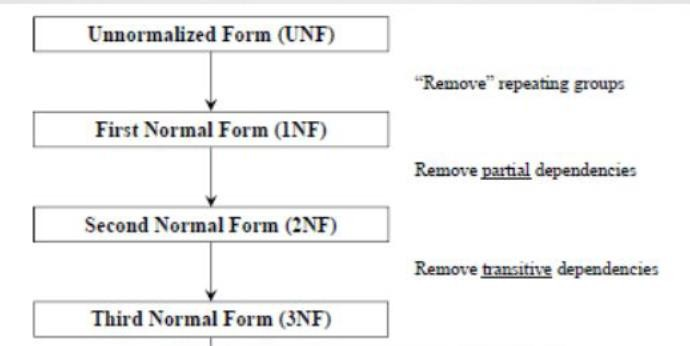 Unnormalized Form (UNF)
“Remove” repeating groups
First Normal Form (1NF)
Remove partial dependencies
Second Normal Form (2NF)
Remove transitive dependencies
Third Normal Form (3NF)